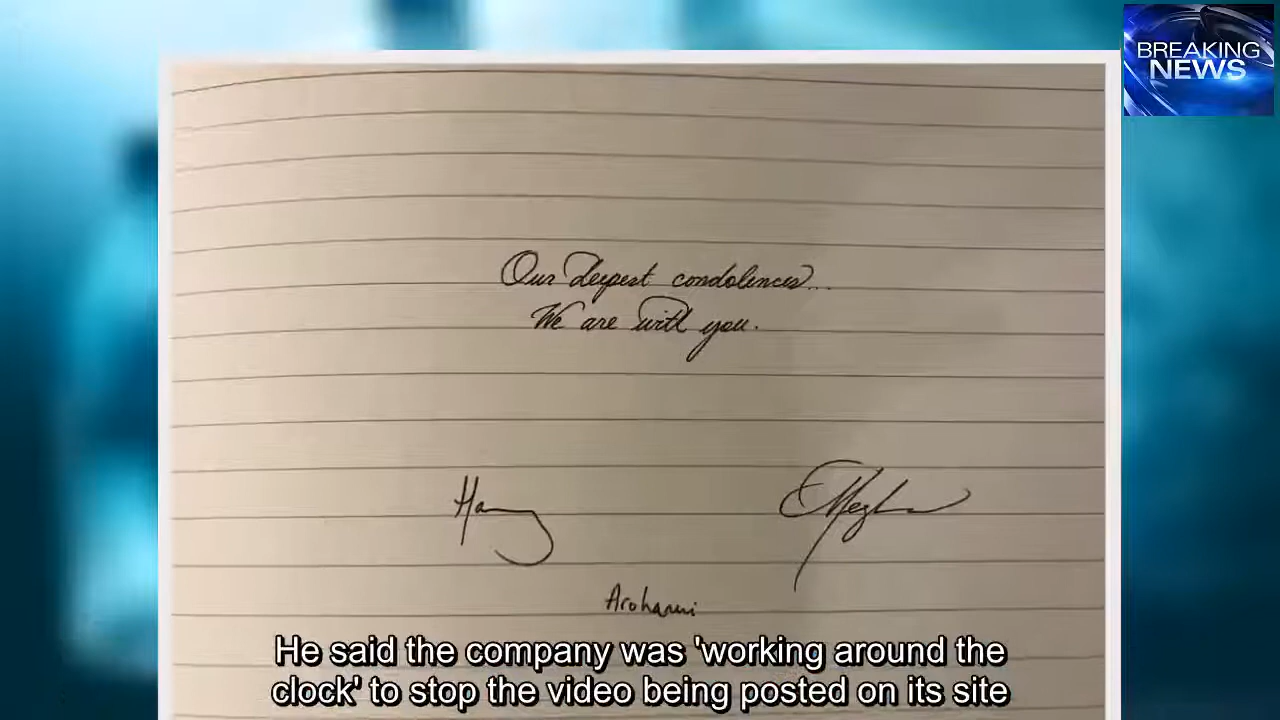 BREAKING
NEWS
Our deepest condolences...
We are with you.
Harry
Meghan
Arohanui
He said the company was 'working around the
clock' to stop the video being posted on its site